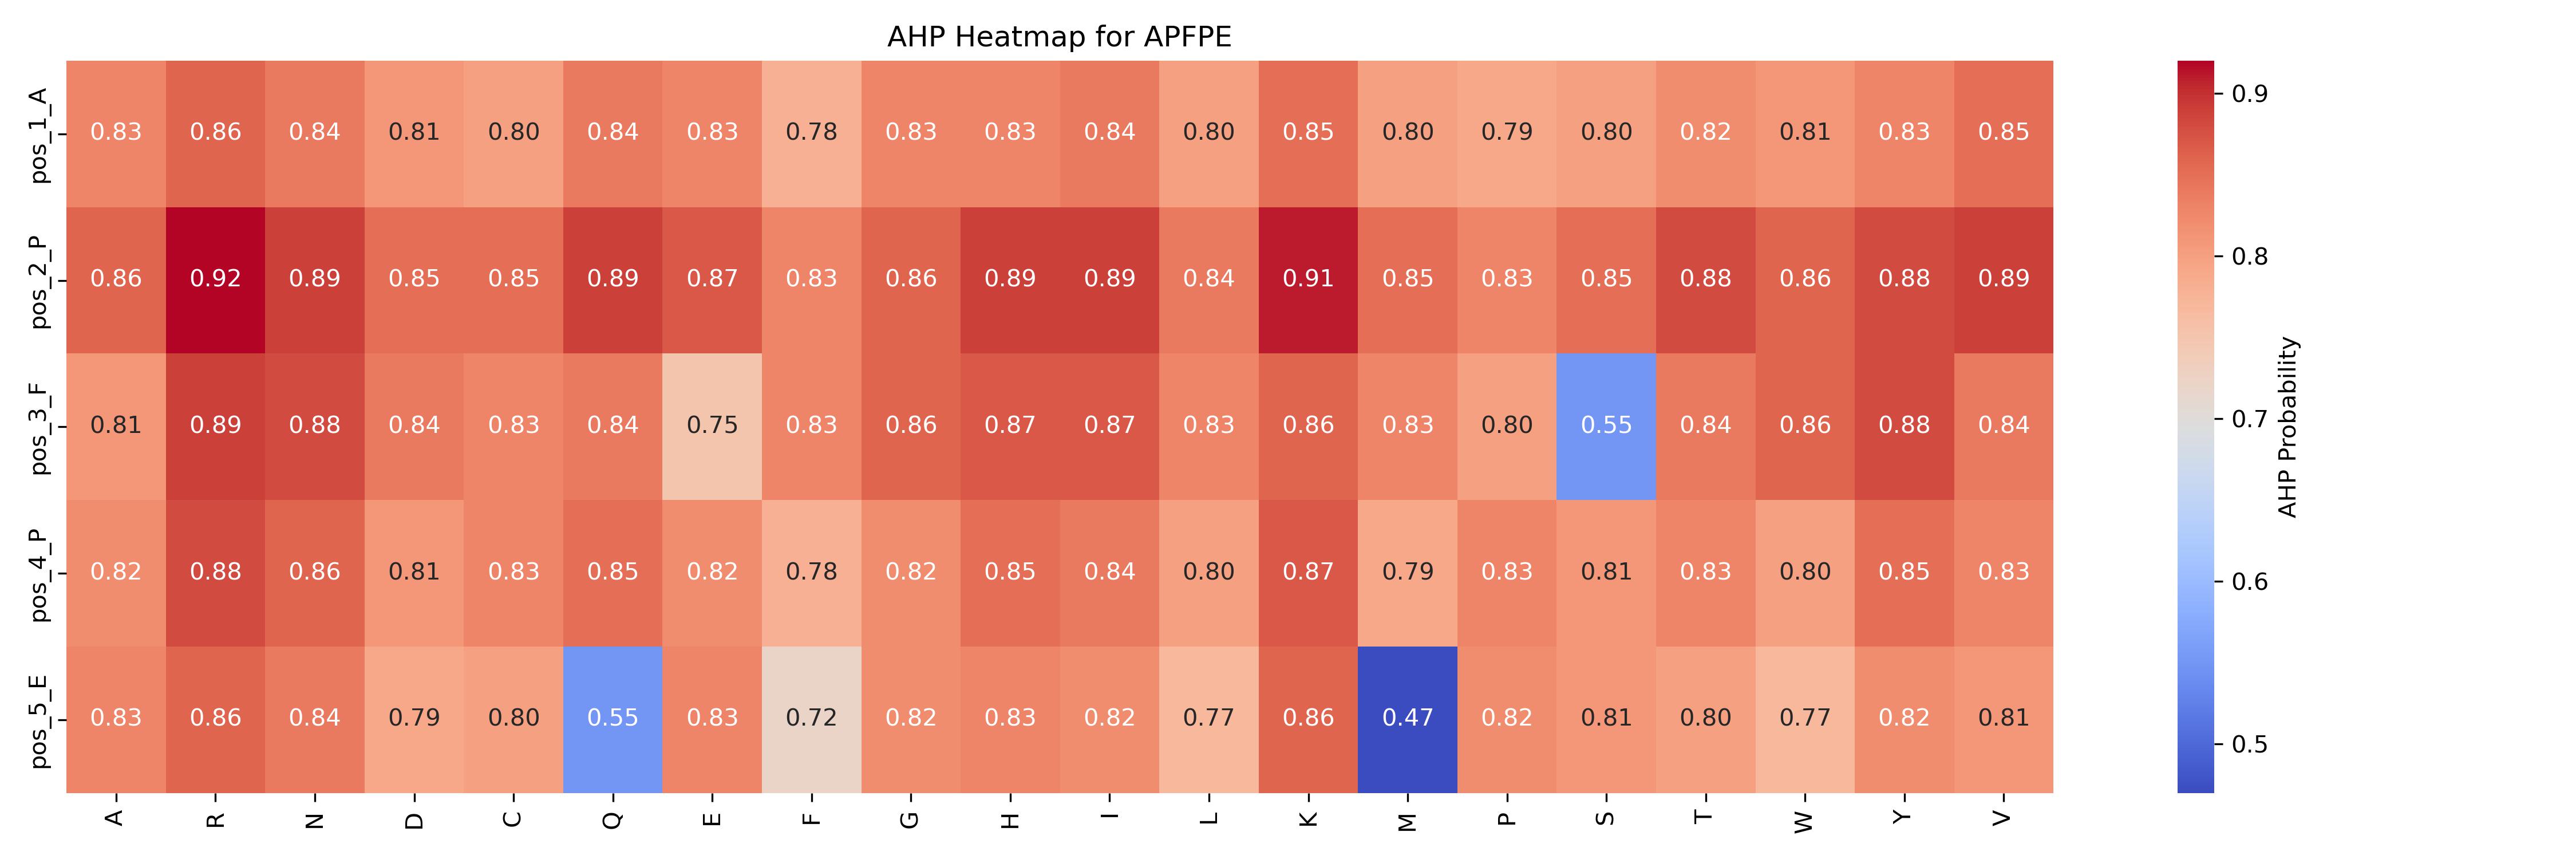 AHP Heatmap for APFPE
pos_1_A 0.83 0.86 0.84 0.81 0.80 0.84 0.83 0.78 0.83 0.83 0.84 0.80 0.85 0.80 0.79 0.80 0.82 0.81 0.83 0.85
pos_2_P 0.86 0.92 0.89 0.85 0.85 0.89 0.87 0.83 0.86 0.89 0.89 0.84 0.91 0.85 0.83 0.85 0.88 0.86 0.88 0.89
pos_3_F 0.81 0.89 0.88 0.84 0.83 0.84 0.75 0.83 0.86 0.87 0.87 0.83 0.86 0.83 0.80 0.55 0.84 0.86 0.88 0.84
pos_4_P 0.82 0.88 0.86 0.81 0.83 0.85 0.82 0.78 0.82 0.85 0.84 0.80 0.87 0.79 0.83 0.81 0.83 0.80 0.85 0.83
pos_5_E 0.83 0.86 0.84 0.79 0.80 0.55 0.83 0.72 0.82 0.83 0.82 0.77 0.86 0.47 0.82 0.81 0.80 0.77 0.82 0.81
A R N D C Q E F G H I L K M P S T W Y V
0.9
0.8
0.7
0.6
0.5
AHP Probability